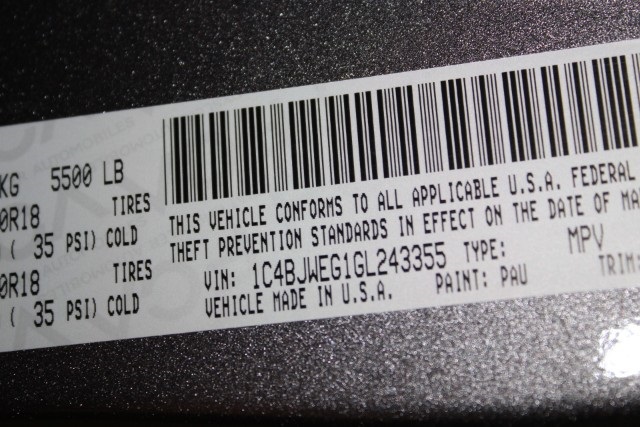 KG 5500 LB
0R18 TIRES
( 35 PSI) COLD
0R18 TIRES
( 35 PSI) COLD
THIS VEHICLE CONFORMS TO ALL APPLICABLE U.S.A. FEDERAL
THEFT PREVENTION STANDARDS IN EFFECT ON THE DATE OF MA
VIN: 1C4BJWEG1GL243355 TYPE: MPV
VEHICLE MADE IN U.S.A. PAINT: PAU TRIM: